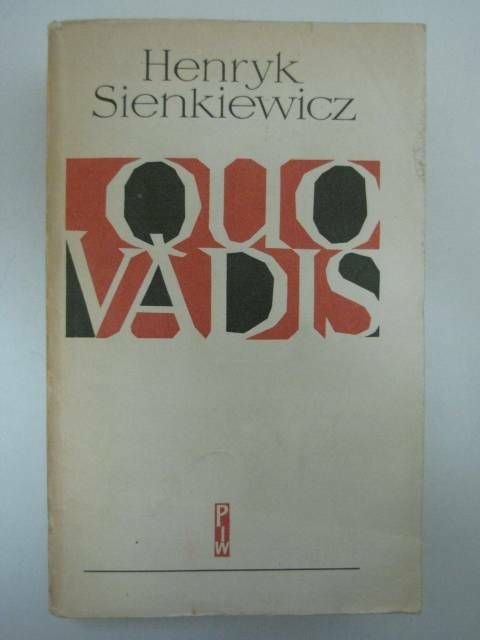 Henryk
Sienkiewicz
QUO
VADIS
PIW